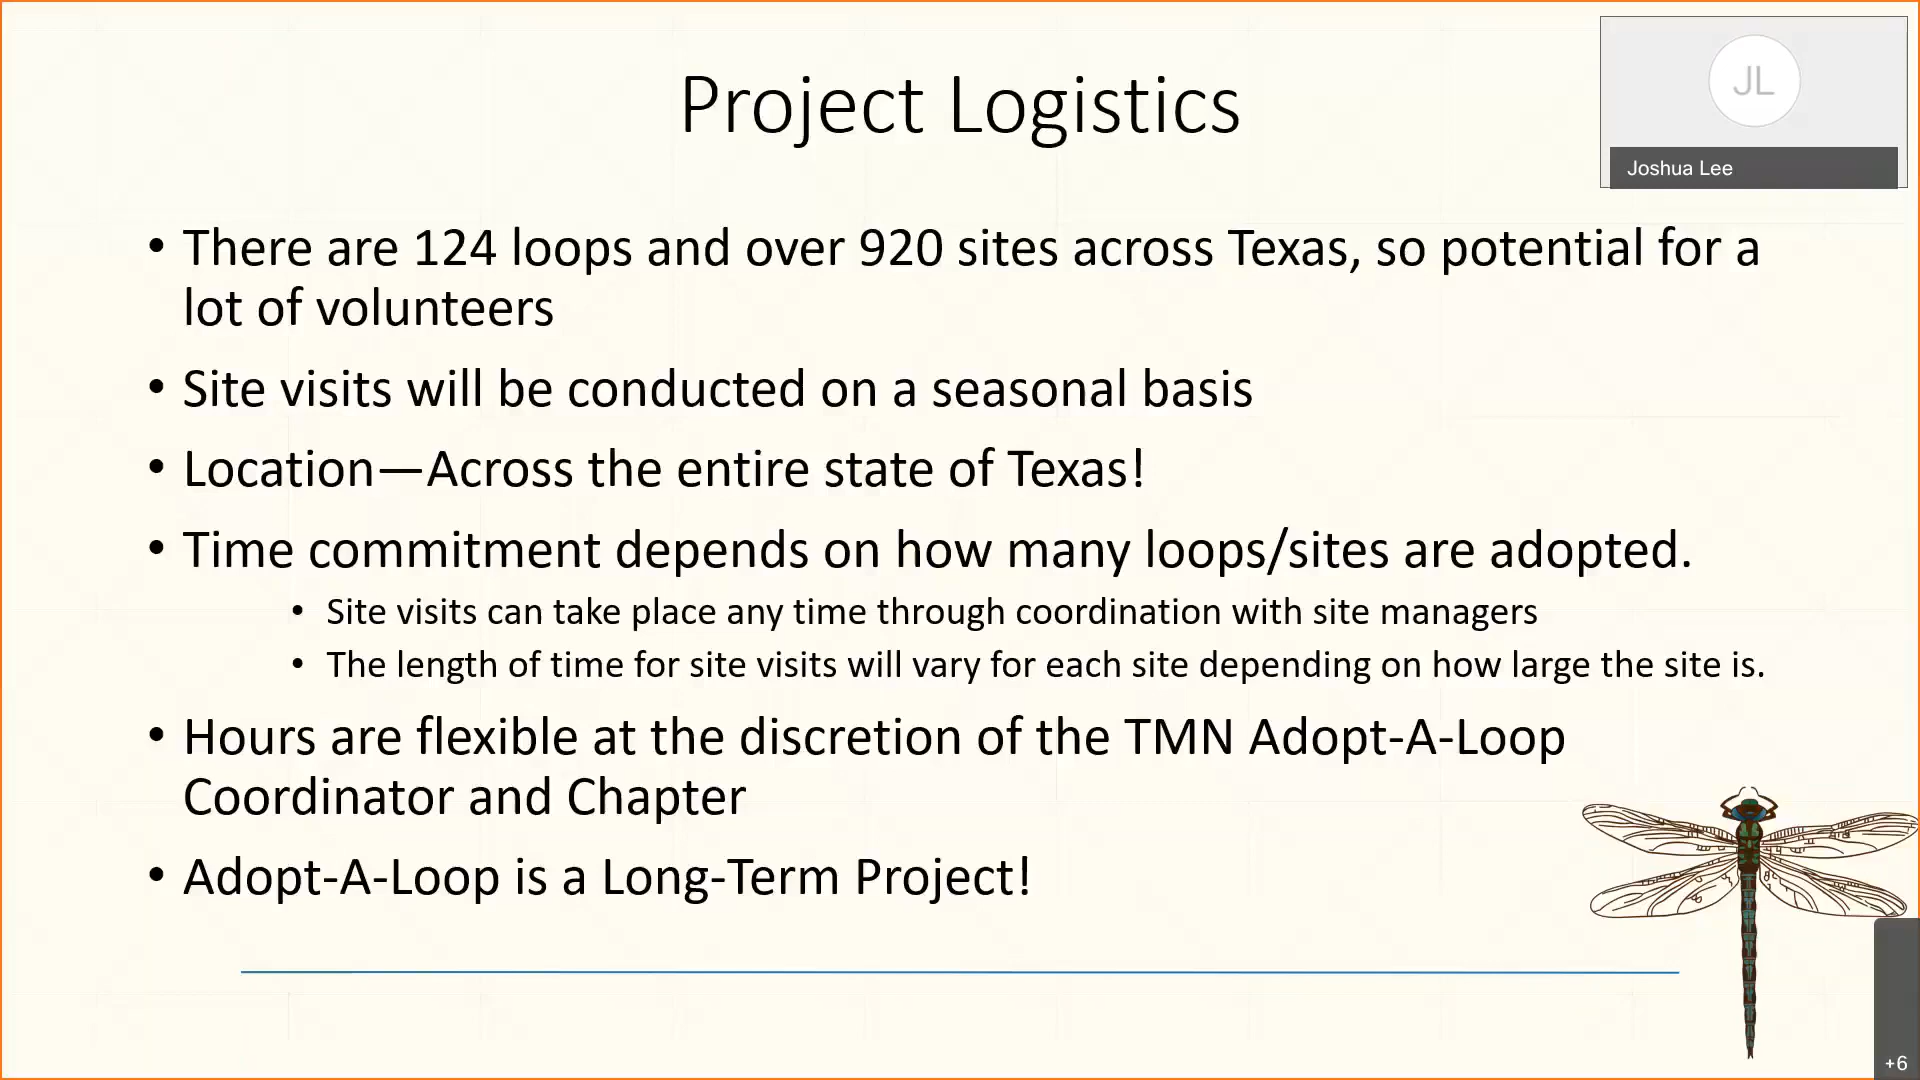 Project Logistics
JL
Joshua Lee
• There are 124 loops and over 920 sites across Texas, so potential for a
lot of volunteers
• Site visits will be conducted on a seasonal basis
• Location—Across the entire state of Texas!
• Time commitment depends on how many loops/sites are adopted.
• Site visits can take place any time through coordination with site managers
• The length of time for site visits will vary for each site depending on how large the site is.
• Hours are flexible at the discretion of the TMN Adopt-A-Loop
Coordinator and Chapter
• Adopt-A-Loop is a Long-Term Project!
+6